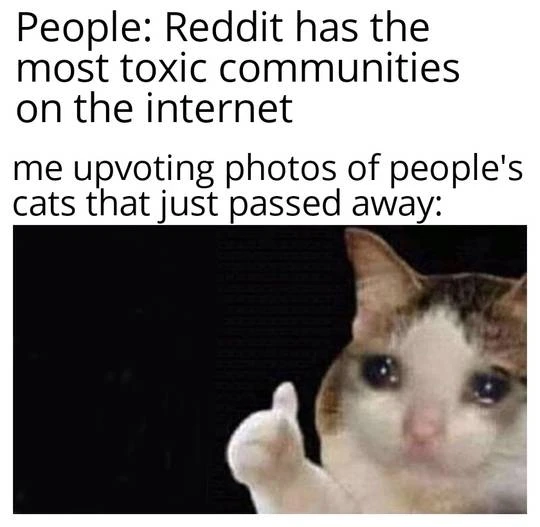 People: Reddit has the
most toxic communities
on the internet
me upvoting photos of people's
cats that just passed away: